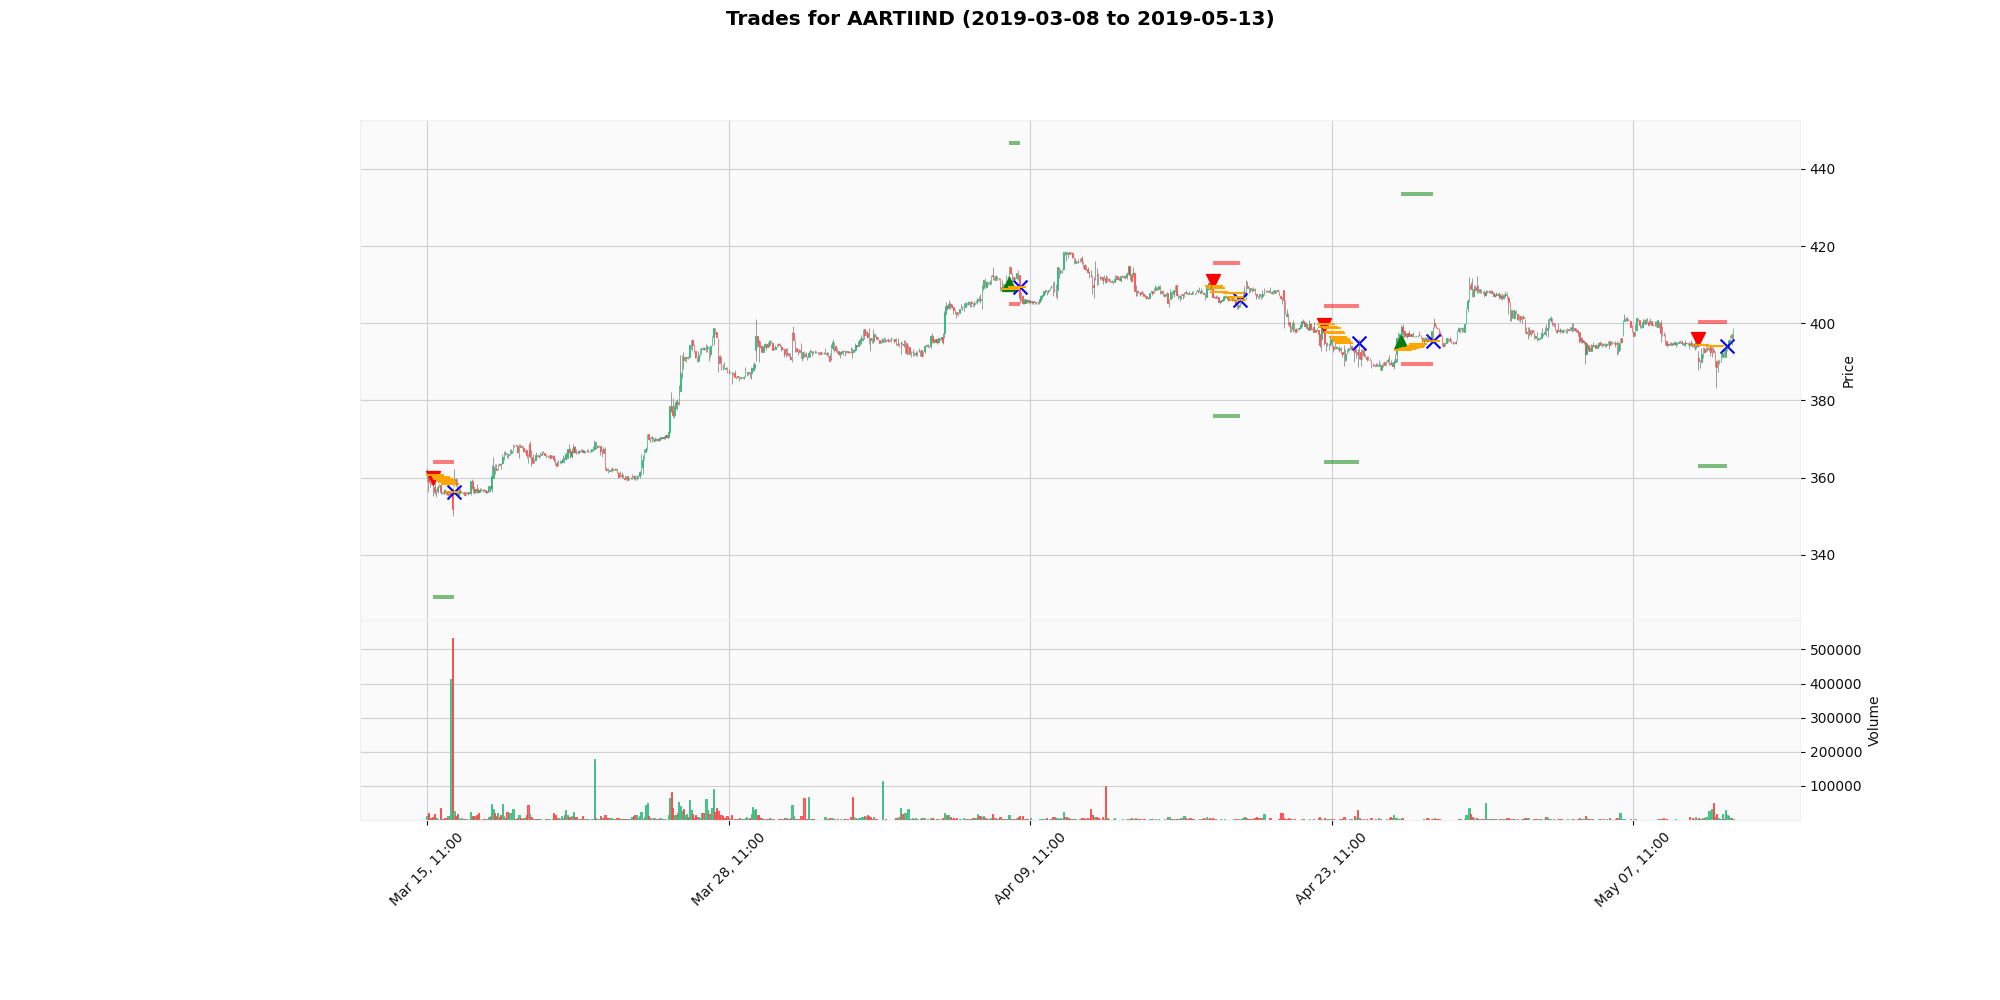 Trades for AARTIIND (2019-03-08 to 2019-05-13)
440
420
400
380
360
340
Price
500000
400000
300000
200000
100000
Volume
Mar 15, 11:00
Mar 28, 11:00
Apr 09, 11:00
Apr 23, 11:00
May 07, 11:00